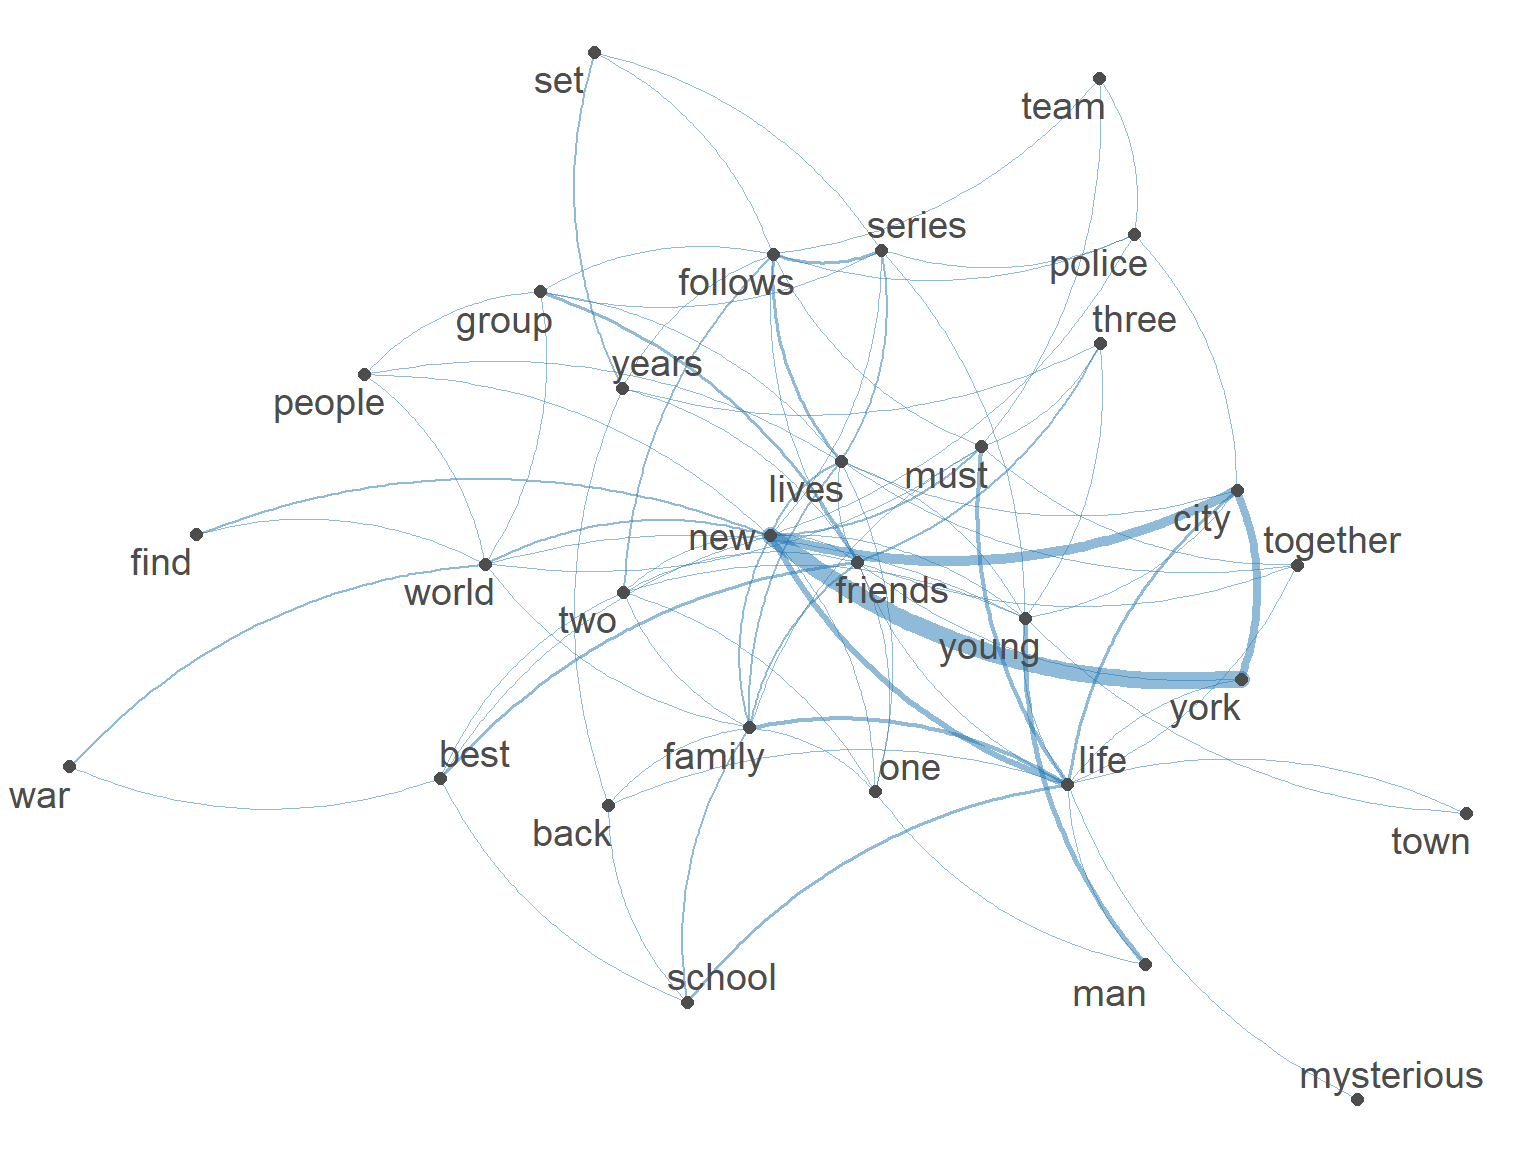 set
team
series
police
follows
group
three
years
people
must
lives
city
new
together
find
world
friends
two
young
york
best
family
one
life
war
back
town
school
man
mysterious